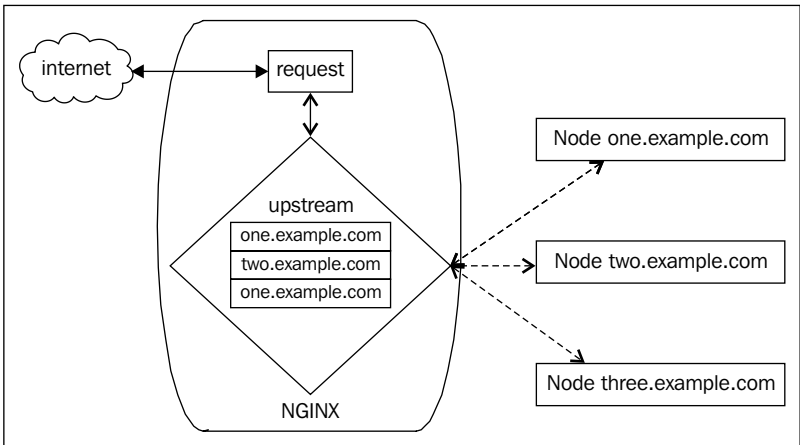 internet
request
upstream
one.example.com
two.example.com
one.example.com
NGINX
Node one.example.com
Node two.example.com
Node three.example.com